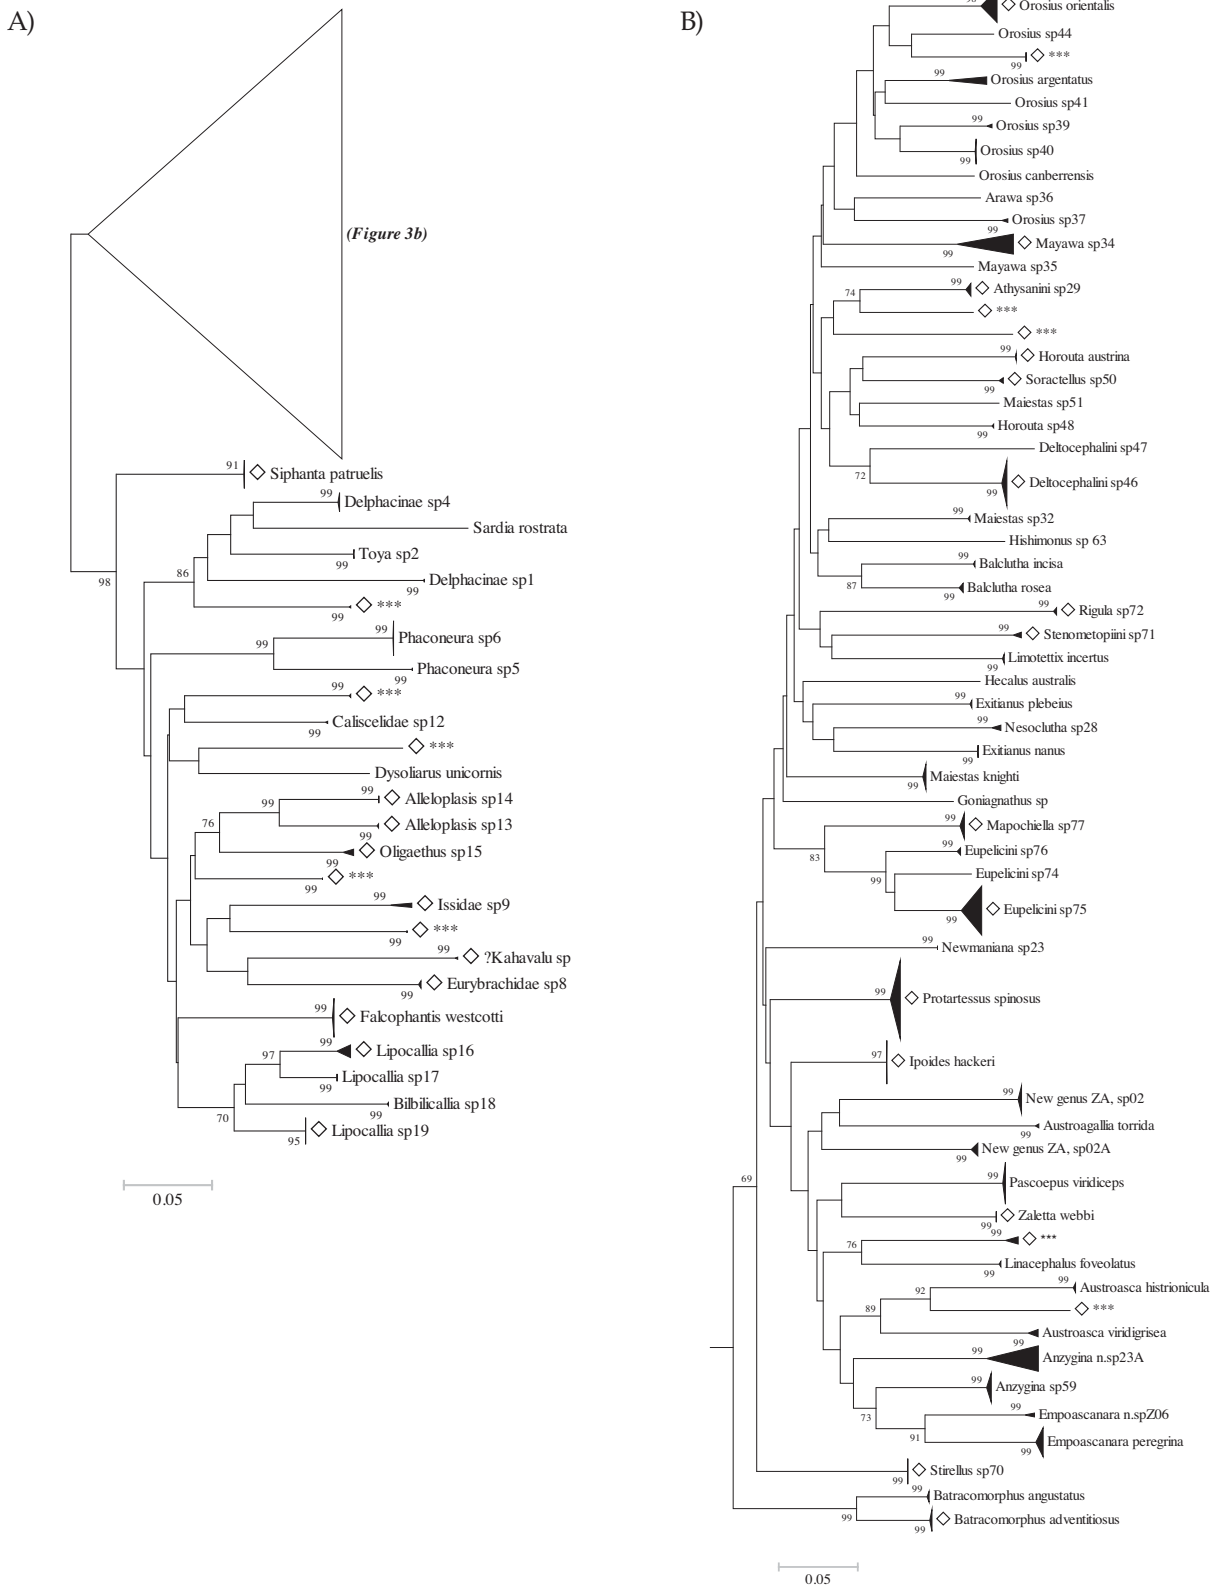 A)
(Figure 3b)
91
Siphanta patruelis
99
Delphacinae sp4
Sardia rostrata
Toya sp2
99
86
Delphacinae sp1
98
99
***
99
99
Phaconeura sp6
99
Phaconeura sp5
99
99
***
Caliscelidae sp12
99
***
Dysoliarus unicornis
99
Alleloplasis sp14
99
Alleloplasis sp13
76
99
Oligaethus sp15
99
***
99
99
Issidae sp9
***
99
99
?Kahavalu sp
Eurybrachidae sp8
99
99
Falcophantis westcotti
99
Lipocallia sp16
97
Lipocallia sp17
99
Bilbilicallia sp18
99
70
Lipocallia sp19
95
0.05
B)
Orosius orientalis
Orosius sp44
***
99
99
Orosius argentatus
Orosius sp41
99
Orosius sp39
Orosius sp40
99
Orosius canberrensis
Arawa sp36
Orosius sp37
99
Mayawa sp34
99
Mayawa sp35
99
Athysanini sp29
74
***
***
99
Horouta austrina
Soractellus sp50
99
Maiestas sp51
Horouta sp48
99
Deltocephalini sp47
72
Deltocephalini sp46
99
99
Maiestas sp32
Hishimonus sp 63
99
Balclutha incisa
87
Balclutha rosea
99
99
Rigula sp72
99
Stenometopiini sp71
Limotettix incertus
99
Hecalus australis
99
Exitianus plebeius
99
Nesoclutha sp28
Exitianus nanus
99
Maiestas knighti
99
Goniagnathus sp
99
Mapochiella sp77
83
99
Eupelicini sp76
Eupelicini sp74
99
Eupelicini sp75
99
99
Newmaniana sp23
99
Protartessus spinosus
97
Ipoides hackeri
99
New genus ZA, sp02
Austroagallia torrida
99
New genus ZA, sp02A
99
99
Pascoepus viridiceps
69
Zaletta webbi
99
99
***
76
Linacephalus foveolatus
99
99
Austroasca histrionicula
92
***
89
Austroasca viridigrisea
99
99
Anzygina n.sp23A
99
Anzygina sp59
73
99
Empoascanara n.spZ06
91
Empoascanara peregrina
99
Stirellus sp70
99
99
Batracomorphus angustatus
99
Batracomorphus adventitiosus
99
0.05